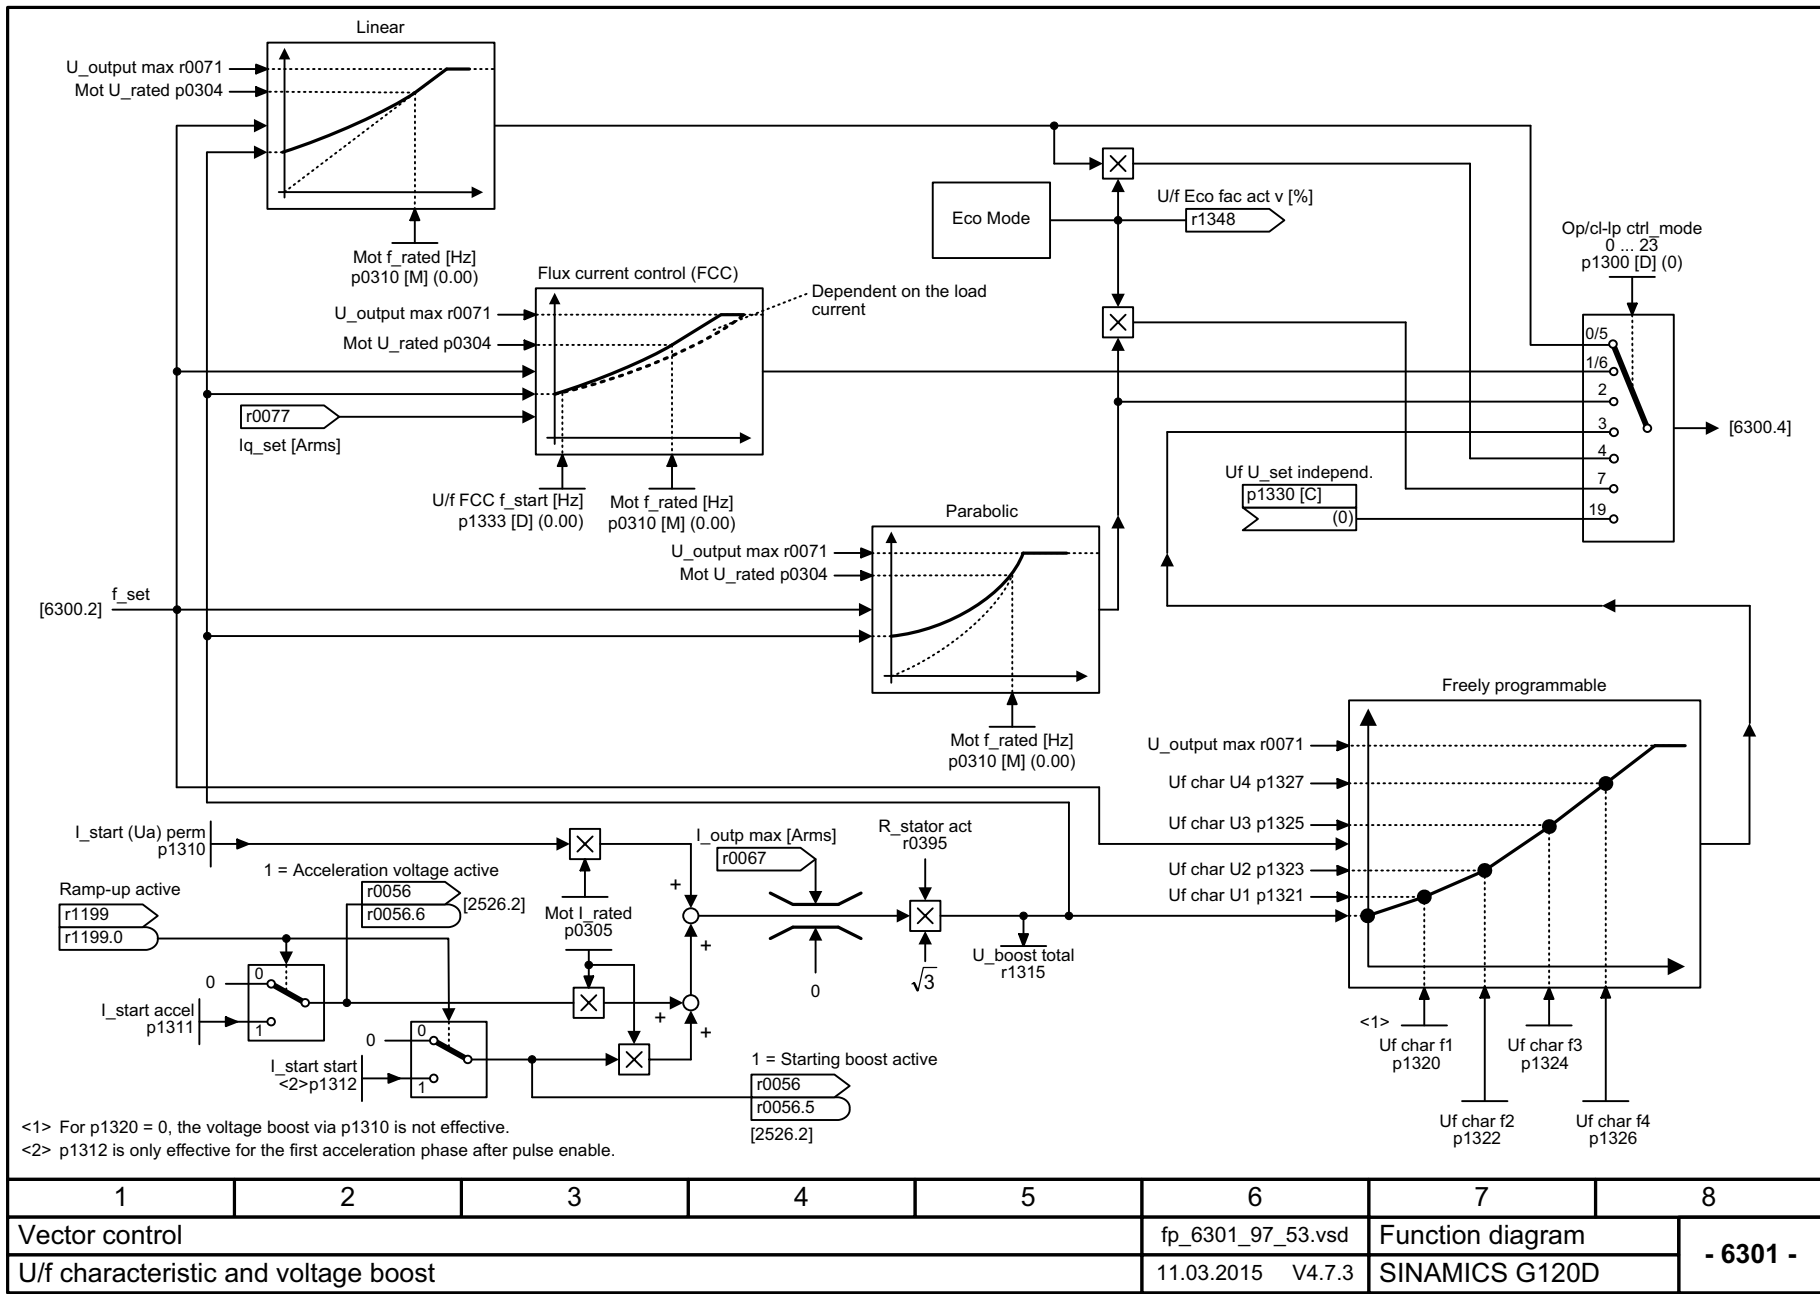 Linear
U_output max r0071
Mot U_rated p0304
Mot f_rated [Hz]
p0310 [M] (0.00)
Flux current control (FCC)
U_output max r0071
Mot U_rated p0304
r0077
Iq_set [Arms]
Dependent on the load
current
U/f FCC f_start [Hz]
p1333 [D] (0.00)
Mot f_rated [Hz]
p0310 [M] (0.00)
Eco Mode
U/f Eco fac act v [%]
r1348
Op/cl-lp ctrl_mode
0 ... 23
p1300 [D] (0)
0/5
1/6
2
3
4
7
19
[6300.4]
Uf U_set independ.
p1330 [C]
(0)
Parabolic
U_output max r0071
Mot U_rated p0304
Mot f_rated [Hz]
p0310 [M] (0.00)
[6300.2]
f_set
Freely programmable
U_output max r0071
Uf char U4 p1327
Uf char U3 p1325
Uf char U2 p1323
Uf char U1 p1321
<1>
Uf char f1
p1320
Uf char f3
p1324
Uf char f2
p1322
Uf char f4
p1326
I_start (Ua) perm
p1310
1 = Acceleration voltage active
r0056
r0056.6
[2526.2]
Ramp-up active
r1199
r1199.0
0
0
1
I_start accel
p1311
0
0
1
I_start start
<2>p1312
Mot I_rated
p0305
+
+
+
+
I_outp max [Arms]
r0067
0
R_stator act
r0395
√3
U_boost total
r1315
1 = Starting boost active
r0056
r0056.5
[2526.2]
<1> For p1320 = 0, the voltage boost via p1310 is not effective.
<2> p1312 is only effective for the first acceleration phase after pulse enable.
1 2 3 4 5 6 7 8
Vector control
fp_6301_97_53.vsd
Function diagram
- 6301 -
U/f characteristic and voltage boost
11.03.2015 V4.7.3
SINAMICS G120D